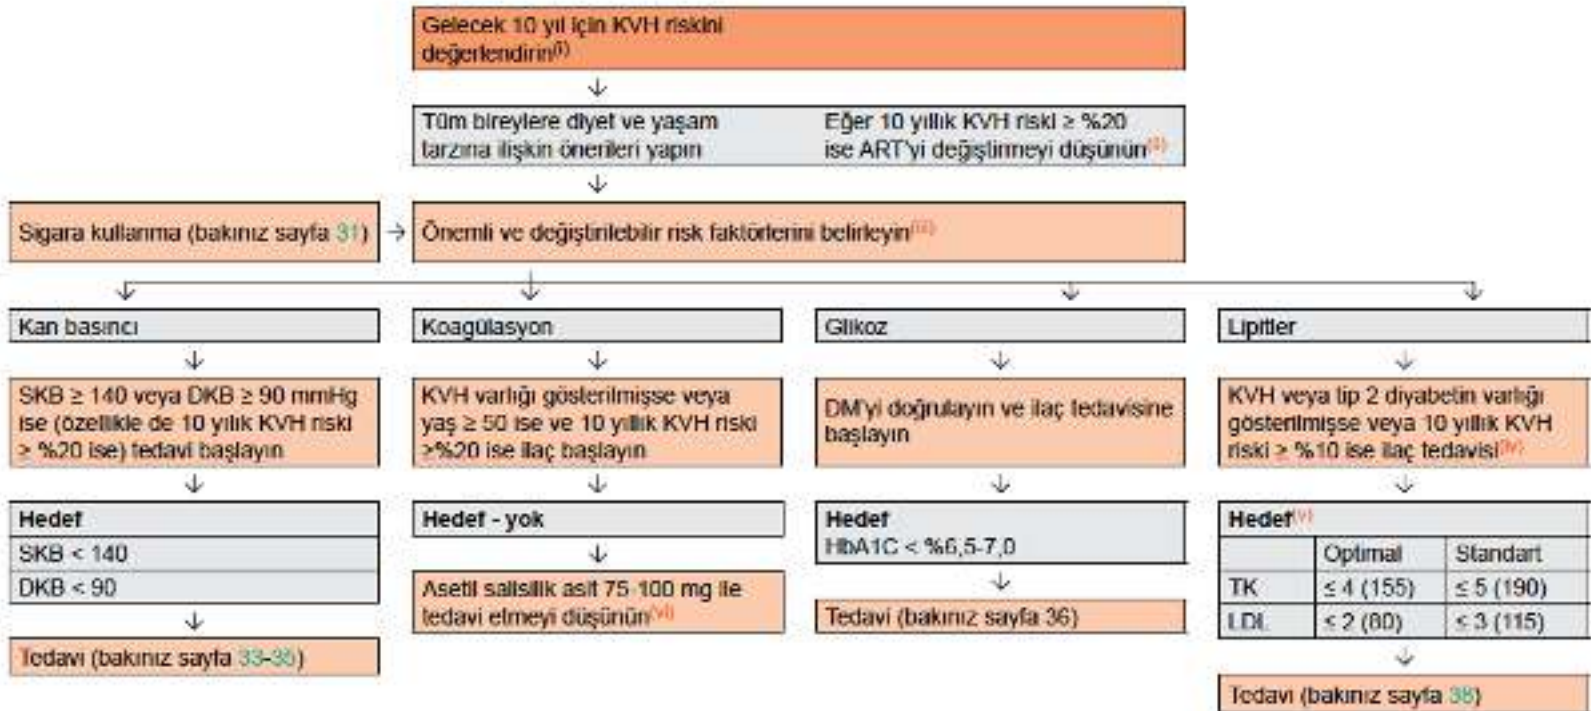 Gelecek 10 yıl için KVH riskini
değerlendirin(i)
Tüm bireylere diyet ve yaşam
tarzına ilişkin önerileri yapın
Eğer 10 yıllık KVH riski ≥ %20
ise ART'yi değiştirmeyi düşünün(ii)
Sigara kullanma (bakınız sayfa 31)
Önemli ve değiştirilebilir risk faktörlerini belirleyin(iii)
Kan basıncı
SKB ≥ 140 veya DKB ≥ 90 mmHg
ise (özellikle de 10 yıllık KVH riski
≥ %20 ise) tedavi başlayın
Hedef
SKB < 140
DKB < 90
Tedavi (bakınız sayfa 33-35)
Koagülasyon
KVH varlığı gösterilmişse veya
yaş ≥ 50 ise ve 10 yıllık KVH riski
≥%20 ise ilaç başlayın
Hedef - yok
Asetil salisilik asit 75-100 mg ile
tedavi etmeyi düşünün(vi)
Glikoz
DM'yi doğrulayın ve ilaç tedavisine
başlayın
Hedef
HbA1C < %6,5-7,0
Tedavi (bakınız sayfa 36)
Lipitler
KVH veya tip 2 diyabetin varlığı
gösterilmişse veya 10 yıllık KVH
riski ≥ %10 ise ilaç tedavisi(iv)
Hedef(v)
Optimal Standart
TK ≤ 4 (155) ≤ 5 (190)
LDL ≤ 2 (80) ≤ 3 (115)
Tedavi (bakınız sayfa 38)